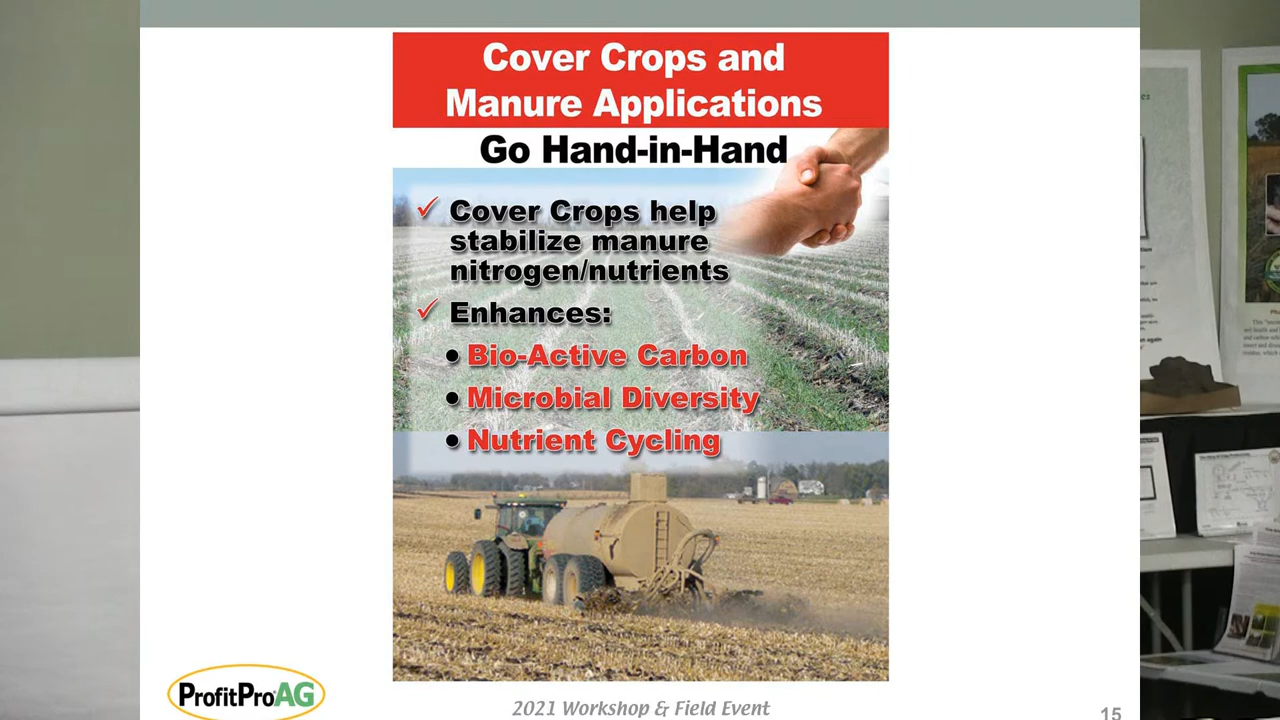 Cover Crops and
Manure Applications
Go Hand-in-Hand
✓ Cover Crops help
stabilize manure
nitrogen/nutrients
✓ Enhances:
• Bio-Active Carbon
• Microbial Diversity
• Nutrient Cycling
ProfitProAG
2021 Workshop & Field Event
15